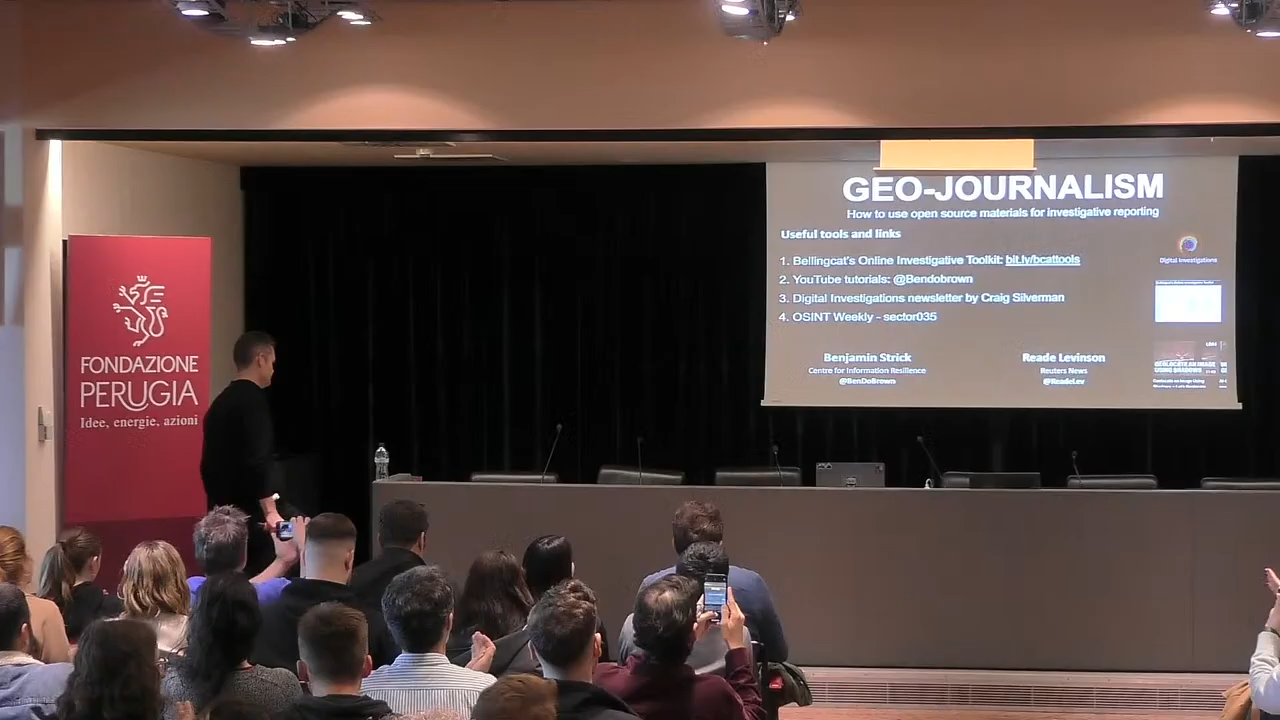 GEO-JOURNALISM
How to use open source materials for investigative reporting
Useful tools and links
1. Bellingcat's Online Investigative Toolkit: bit.ly/bcattools
2. YouTube tutorials: @Bendobrown
3. Digital Investigations newsletter by Craig Silverman
4. OSINT Weekly - sector035
Digital Investigations
Benjamin Strick
Centre for Information Resilience
@BenDoBrown
Reade Levinson
Reuters News
@ReadeLev
FONDAZIONE
PERUGIA
Idee, energie, azioni